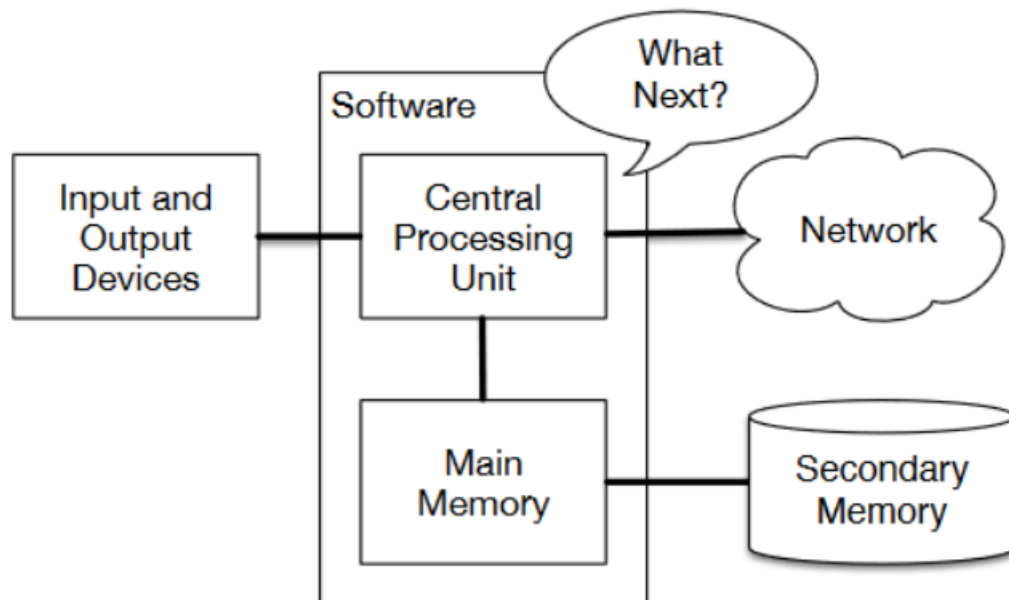 What
Next?
Software
Input and
Output
Devices
Central
Processing
Unit
Network
Main
Memory
Secondary
Memory